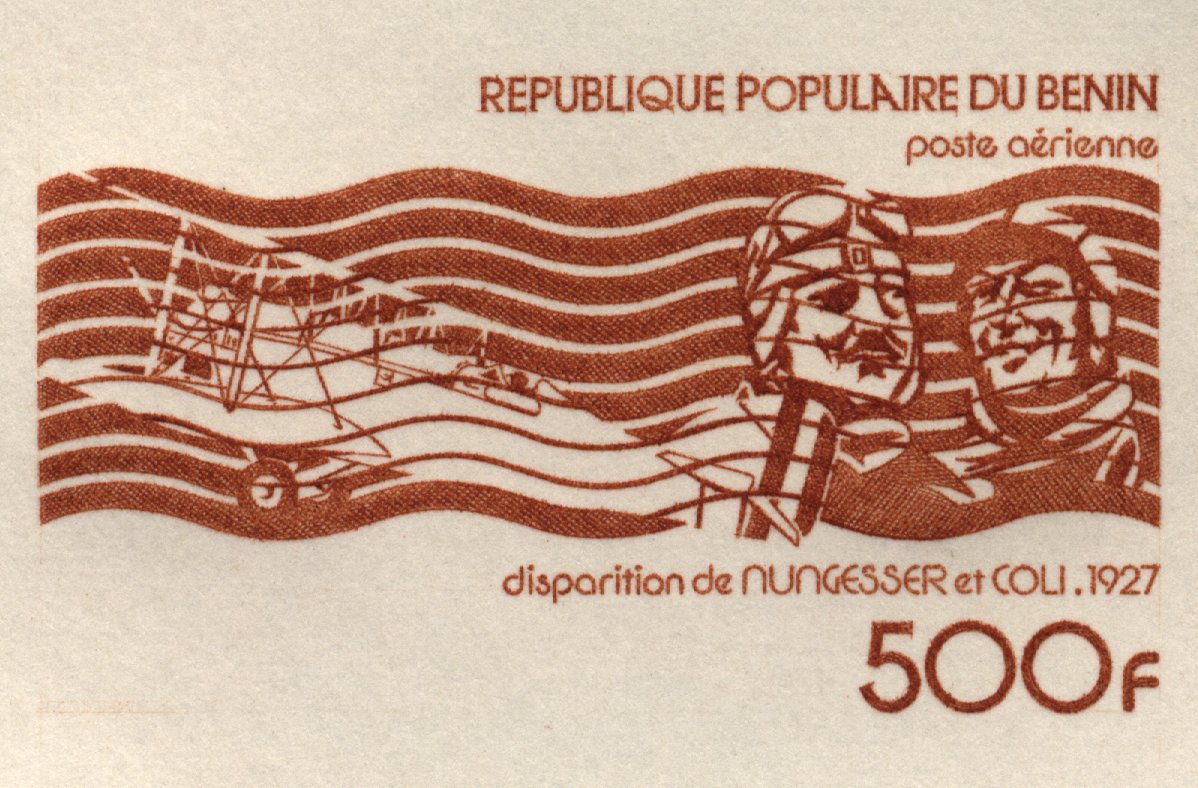 REPUBLIQUE POPULAIRE DU BENIN
poste aérienne
disparition de NUNGESSER et COLI . 1927
500F